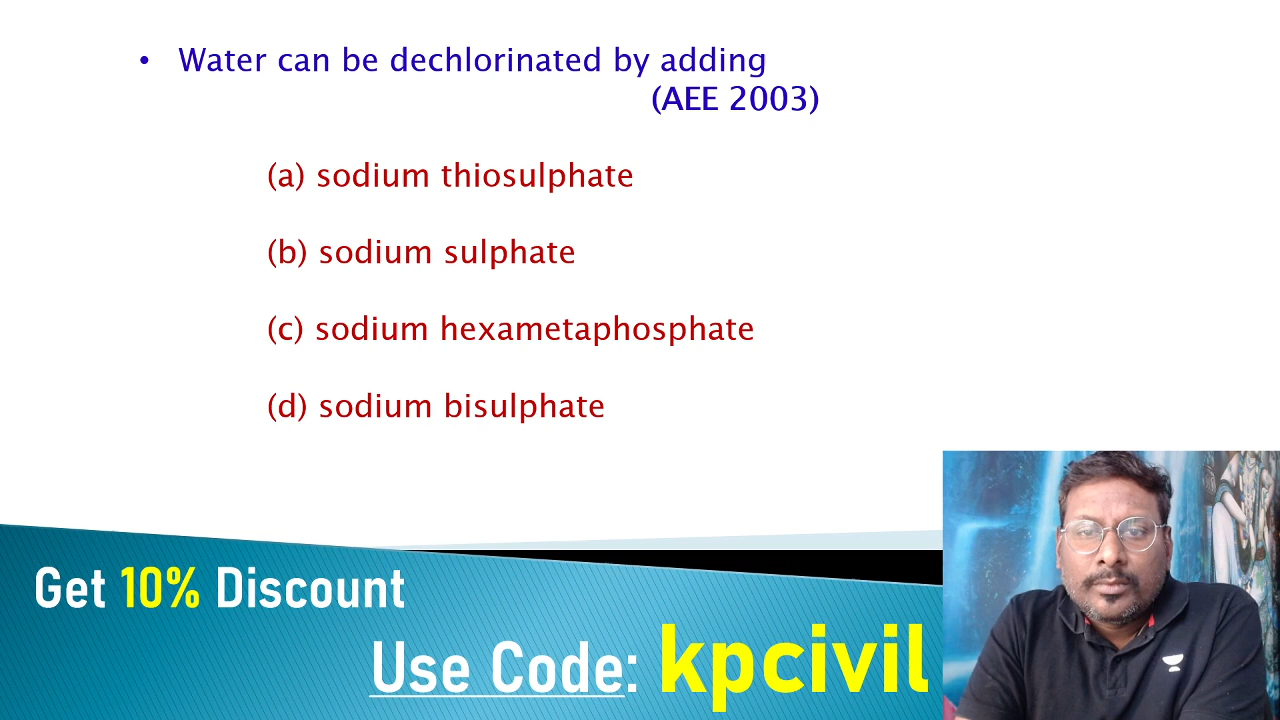 • Water can be dechlorinated by adding
(AEE 2003)
(a) sodium thiosulphate
(b) sodium sulphate
(c) sodium hexametaphosphate
(d) sodium bisulphate
Get 10% Discount
Use Code: kpcivil